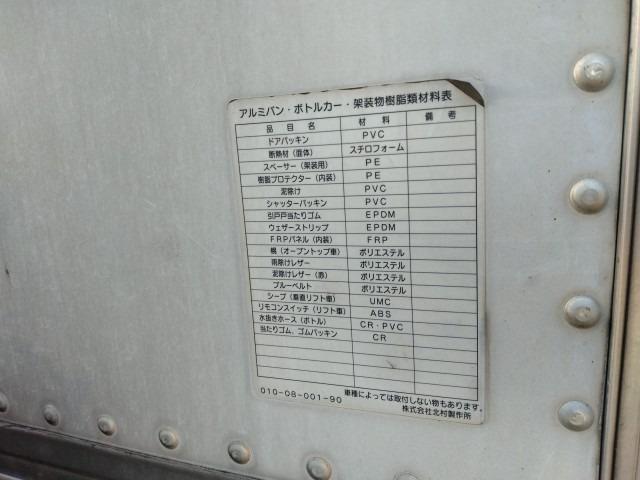 アルミバン・ボトルカー・架装物樹脂類材料表
品目名 材料 備考
ドアパッキン PVC
断熱材（庫体） スチロフォーム
スペーサー（架装用） PE
樹脂プロテクター（内装） PE
泥除け PVC
シャッターパッキン PVC
引戸戸当たりゴム EPDM
ウェザーストリップ EPDM
FRPパネル（内装） FRP
幌（オープントップ車） ポリエステル
雨除けレザー ポリエステル
泥除けレザー（赤） ポリエステル
ブルーベルト ポリエステル
シーブ（垂直リフト車） UMC
リモコンスイッチ（リフト車） ABS
水抜きホース（ボトル） CR・PVC
当たりゴム、ゴムパッキン CR
010-08-001-90 車種によっては取付しない物もあります。
株式会社北村製作所